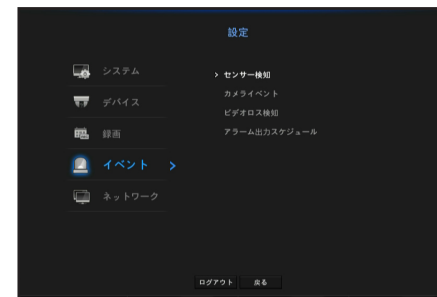 設定
システム
デバイス
録画
イベント >
ネットワーク
> センサー検知
カメライベント
ビデオロス検知
アラーム出力スケジュール
ログアウト 戻る